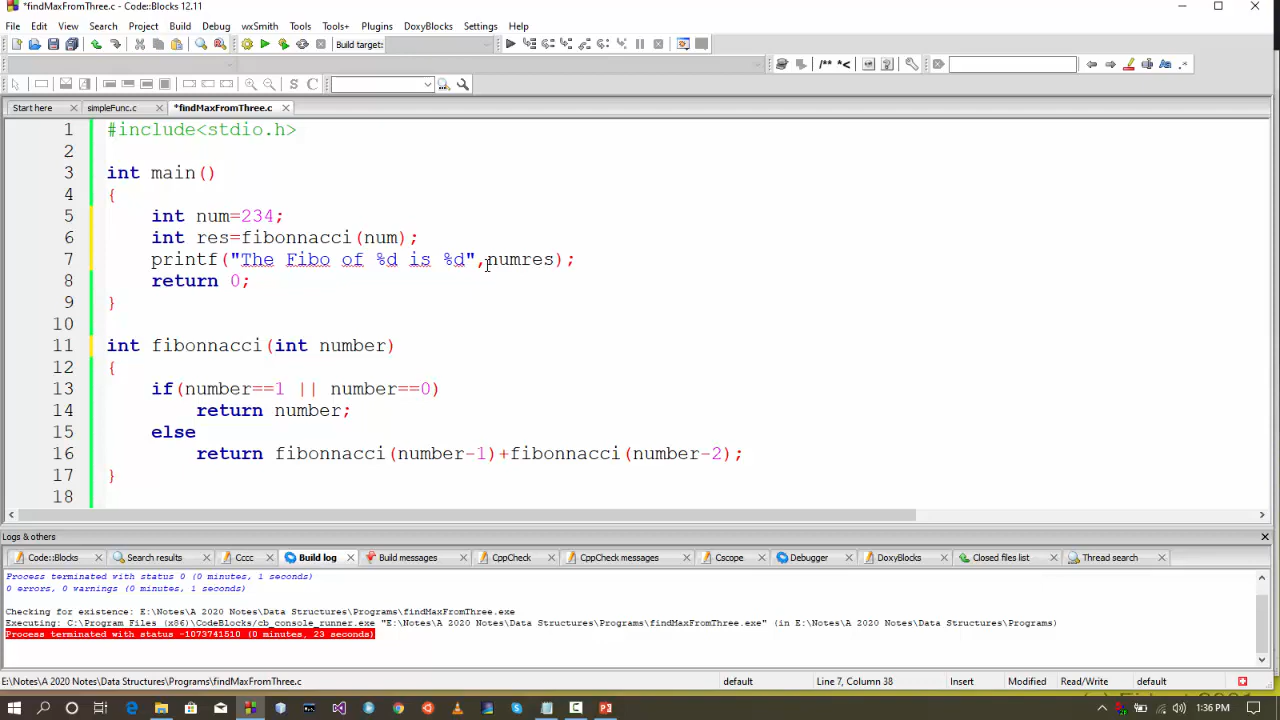 *findMaxFromThree.c - Code::Blocks 12.11
File Edit View Search Project Build Debug wxSmith Tools Tools+ Plugins DoxyBlocks Settings Help
Build target:
/** *<
S C
Aa .*
Start here simpleFunc.c *findMaxFromThree.c
1 #include<stdio.h>
2
3 int main()
4 {
5 int num=234;
6 int res=fibonnacci(num);
7 printf("The Fibo of %d is %d",numres);
8 return 0;
9 }
10
11 int fibonnacci(int number)
12 {
13 if(number==1 || number==0)
14 return number;
15 else
16 return fibonnacci(number-1)+fibonnacci(number-2);
17 }
18
Logs & others
Code::Blocks Search results Cccc Build log Build messages CppCheck CppCheck messages Cscope Debugger DoxyBlocks Closed files list Thread search
Process terminated with status 0 (0 minutes, 1 seconds)
0 errors, 0 warnings (0 minutes, 1 seconds)
Checking for existence: E:\Notes\A 2020 Notes\Data Structures\Programs\findMaxFromThree.exe
Executing: C:\Program Files (x86)\CodeBlocks/cb_console_runner.exe "E:\Notes\A 2020 Notes\Data Structures\Programs\findMaxFromThree.exe" (in E:\Notes\A 2020 Notes\Data Structures\Programs)
Process terminated with status -1073741510 (0 minutes, 23 seconds)
E:\Notes\A 2020 Notes\Data Structures\Programs\findMaxFromThree.c default Line 7, Column 38 Insert Modified Read/Write default
1:36 PM